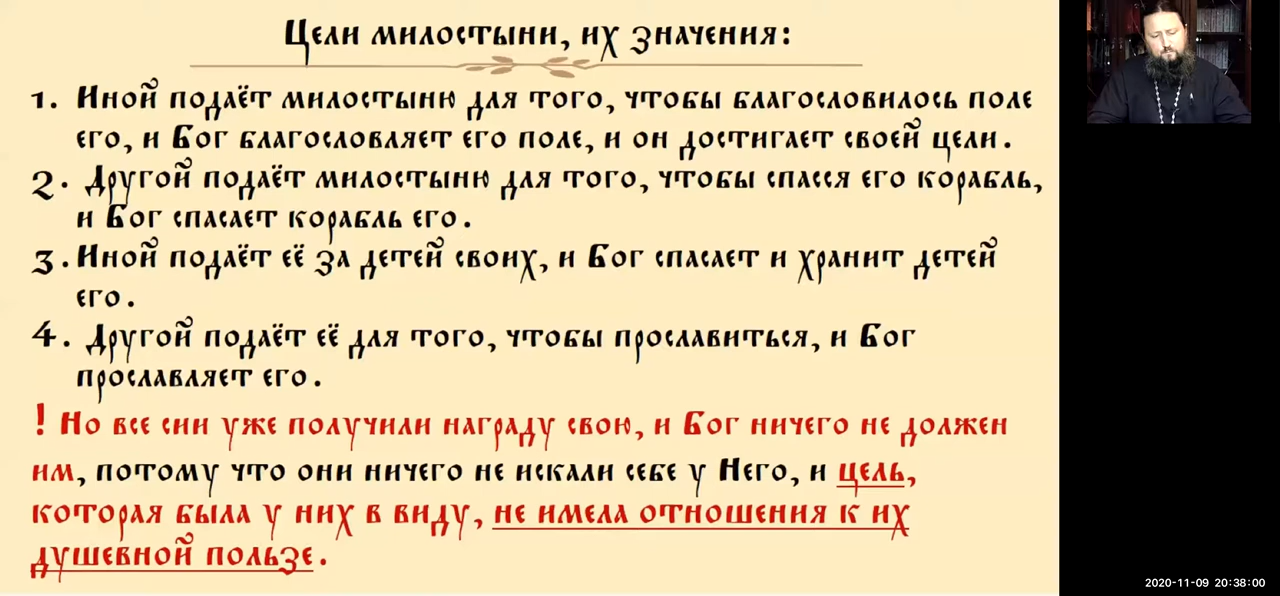 Цели милостыни, их значения:
1. Иной подаёт милостыню для того, чтобы благословилось поле
его, и Бог благословляет его поле, и он достигает своей цели.
2. Другой подаёт милостыню для того, чтобы спасся его корабль,
и Бог спасает корабль его.
3. Иной подаёт её за детей своих, и Бог спасает и хранит детей
его.
4. Другой подаёт её для того, чтобы прославиться, и Бог
прославляет его.
! Но все сии уже получили награду свою, и Бог ничего не должен
им, потому что они ничего не искали себе у Него, и цель,
которая была у них в виду, не имела отношения к их
душевной пользе.
2020-11-09 20:38:00